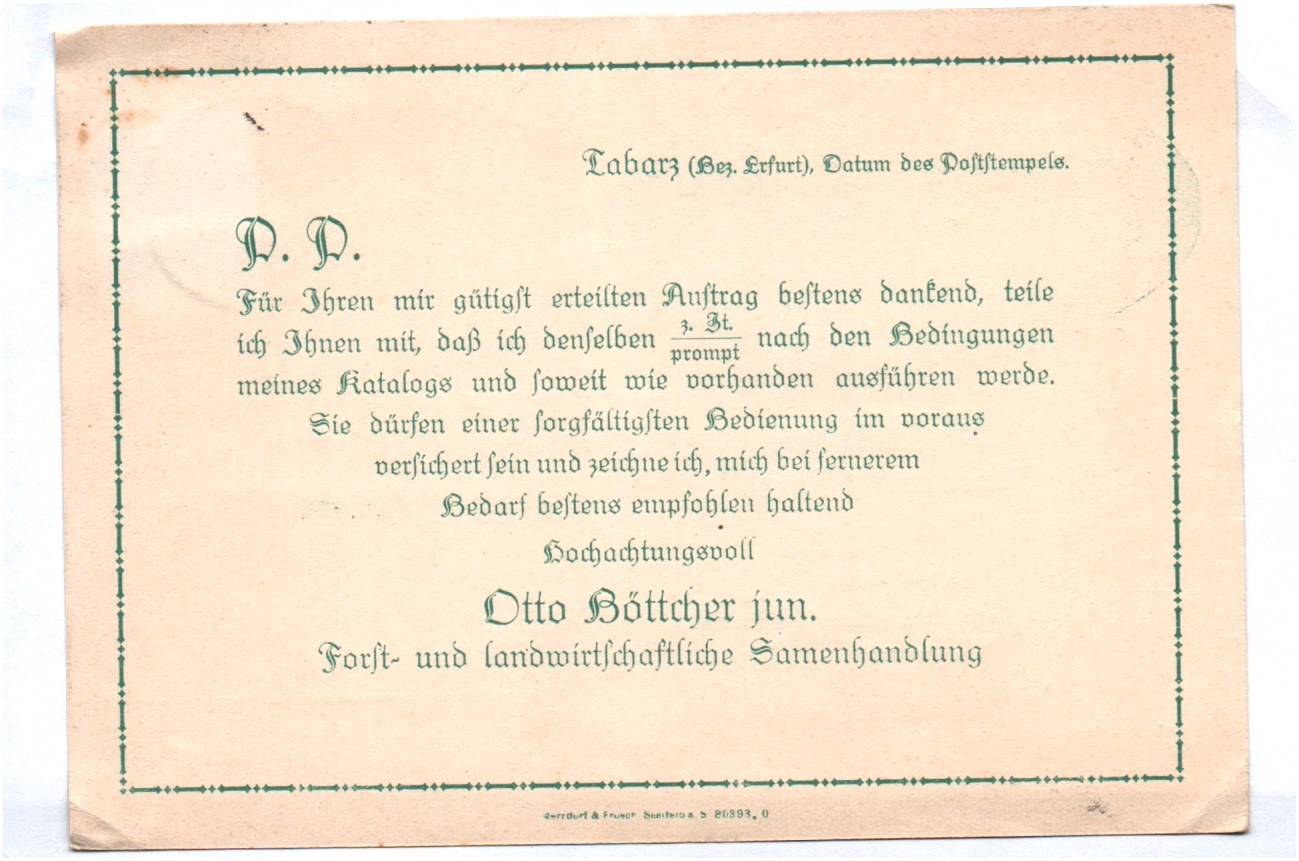 Tabarz (Bez. Erfurt), Datum des Poststempels.
P. P.
Für Ihren mir gütigst erteilten Auftrag bestens dankend, teile
ich Ihnen mit, daß ich denselben z. Zt. / prompt nach den Bedingungen
meines Katalogs und soweit wie vorhanden ausführen werde.
Sie dürfen einer sorgfältigsten Bedienung im voraus
versichert sein und zeichne ich, mich bei fernerem
Bedarf bestens empfohlen haltend
Hochachtungsvoll
Otto Böttcher jun.
Forst- und landwirtschaftliche Samenhandlung
& 80393. 0